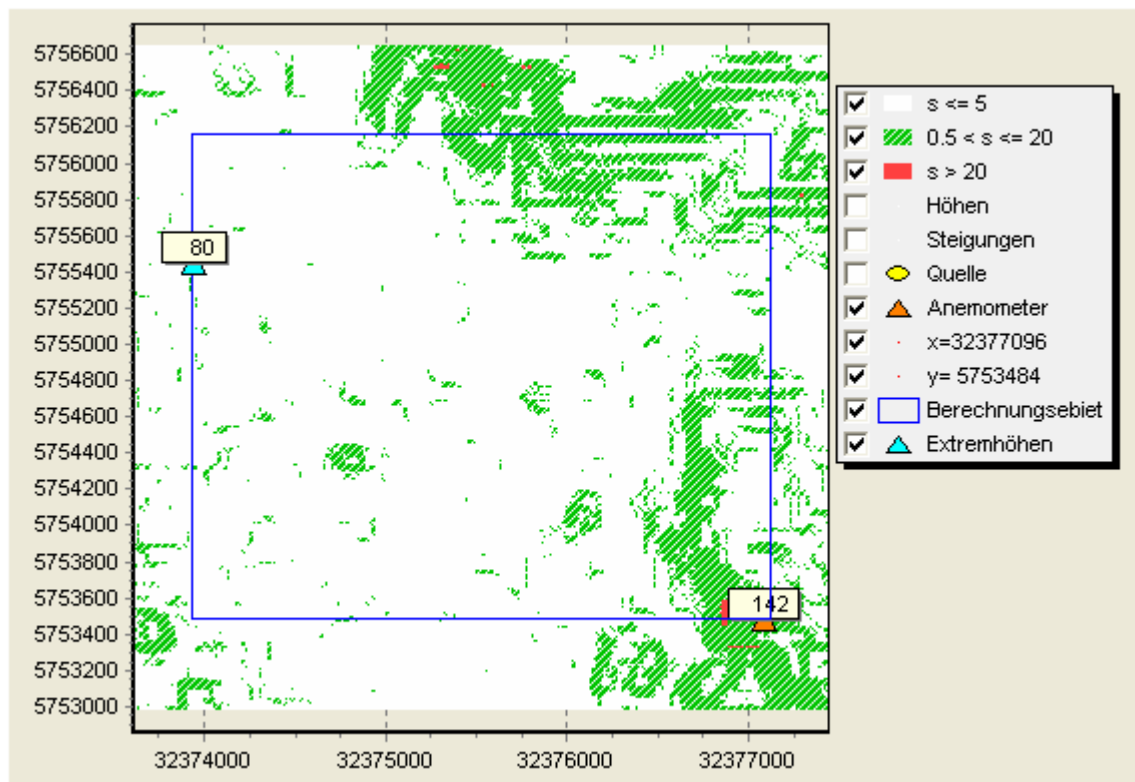 5756600
5756400
5756200
5756000
5755800
5755600
5755400
5755200
5755000
5754800
5754600
5754400
5754200
5754000
5753800
5753600
5753400
5753200
5753000
32374000
32375000
32376000
32377000
80
142
s <= 5
0.5 < s <= 20
s > 20
Höhen
Steigungen
Quelle
Anemometer
x=32377096
y= 5753484
Berechnungsebiet
Extremhöhen